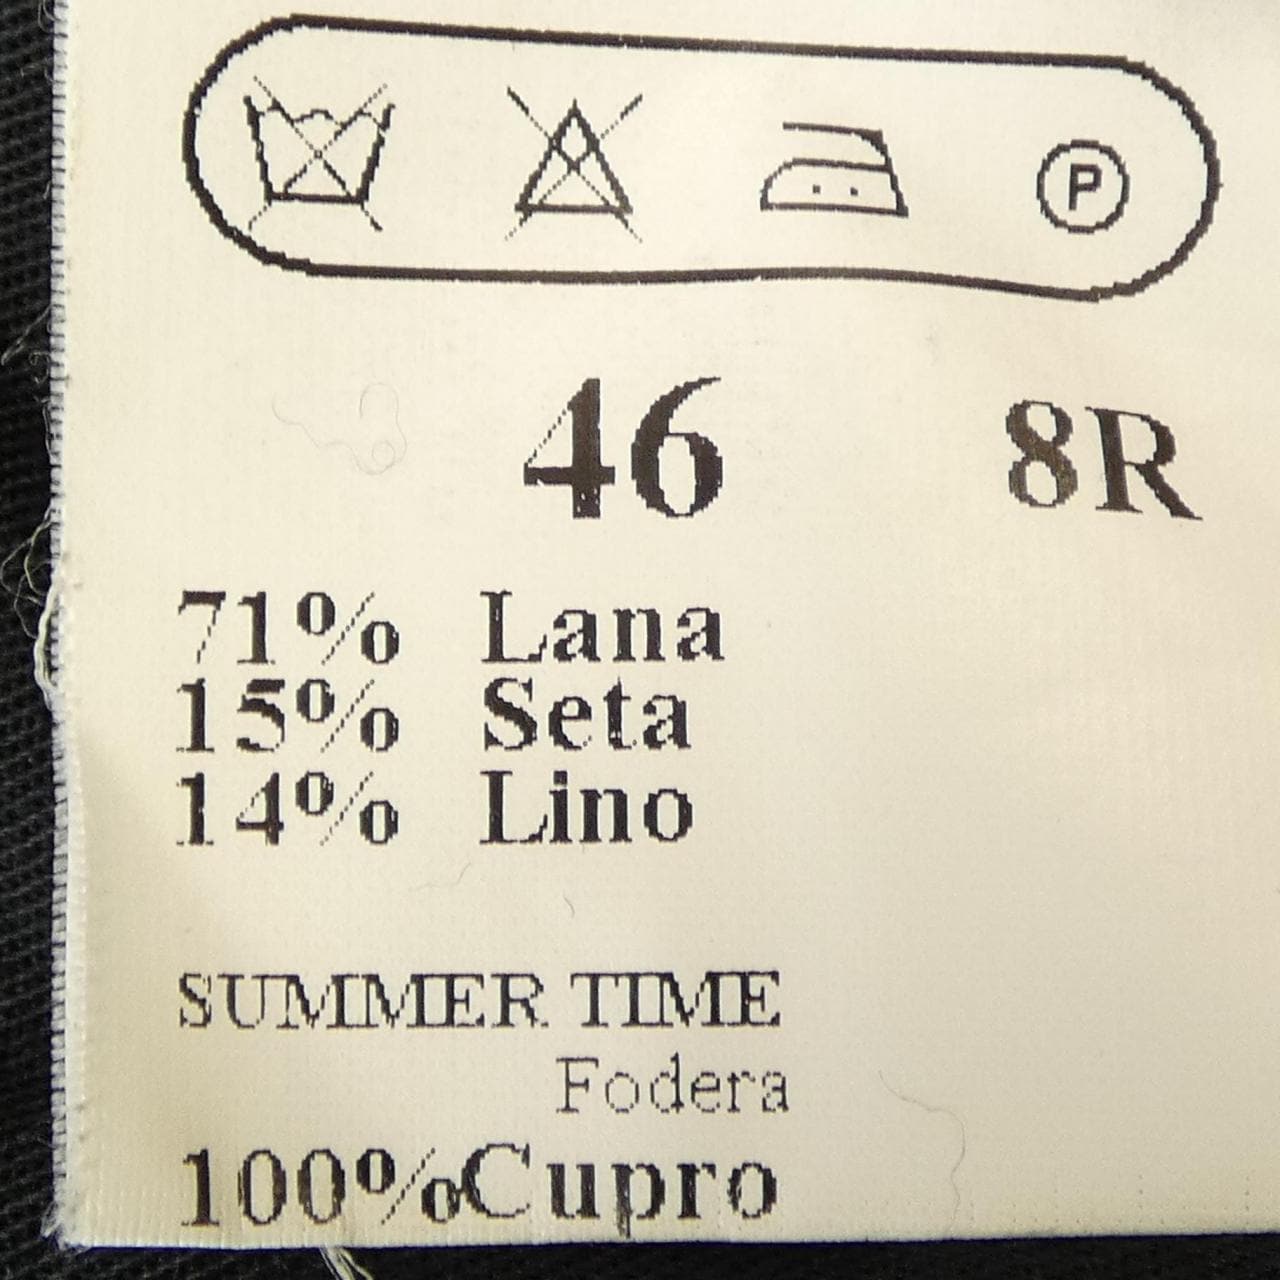 P
46 8R
71% Lana
15% Seta
14% Lino
SUMMER TIME
Fodera
100%Cupro